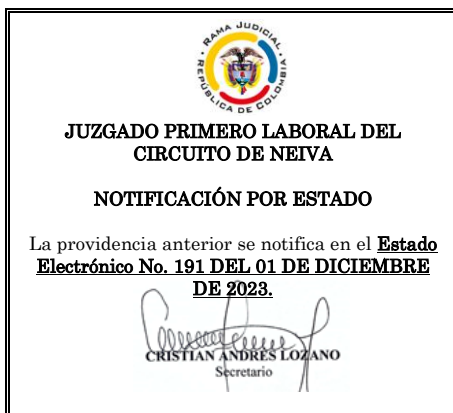 RAMA JUDICIAL
REPÚBLICA DE COLOMBIA
JUZGADO PRIMERO LABORAL DEL
CIRCUITO DE NEIVA
NOTIFICACIÓN POR ESTADO
La providencia anterior se notifica en el Estado
Electrónico No. 191 DEL 01 DE DICIEMBRE
DE 2023.
CRISTIAN ANDRÉS LOZANO
Secretario